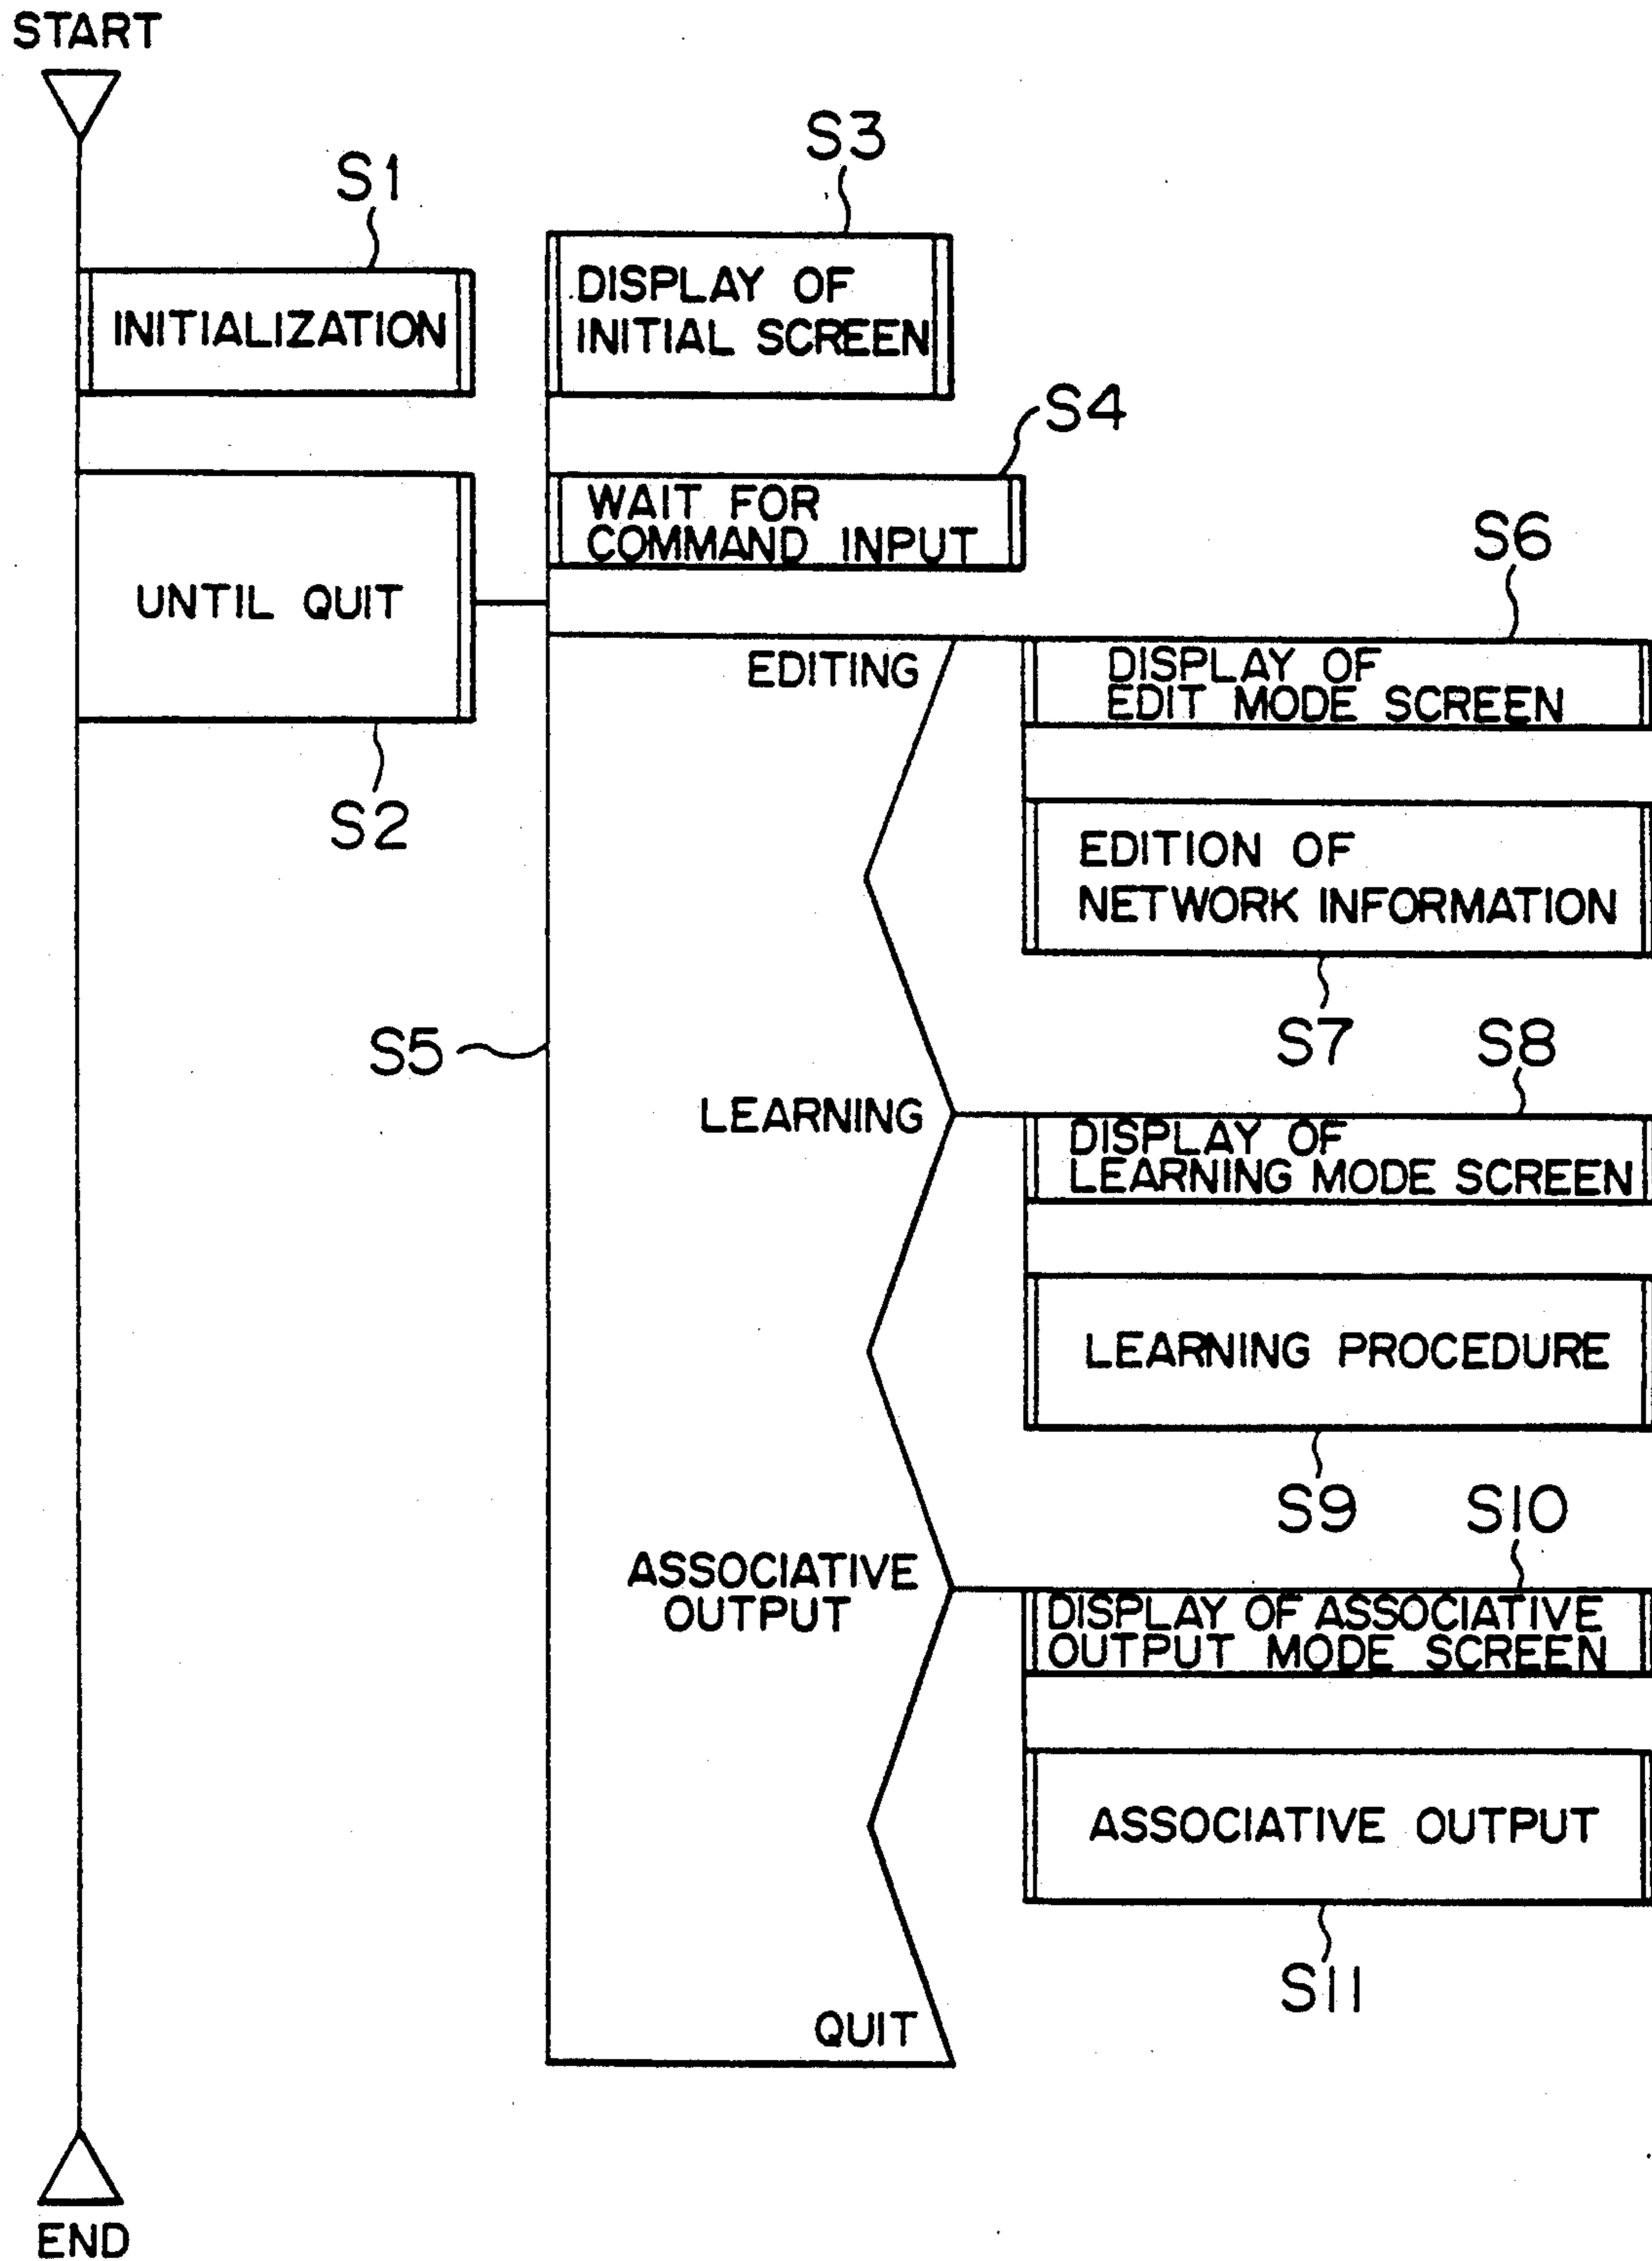 START
S1
INITIALIZATION
UNTIL QUIT
S2
S3
DISPLAY OF
INITIAL SCREEN
S4
WAIT FOR
COMMAND INPUT
S5
EDITING
S6
DISPLAY OF
EDIT MODE SCREEN
EDITION OF
NETWORK INFORMATION
S7
LEARNING
S8
DISPLAY OF
LEARNING MODE SCREEN
LEARNING PROCEDURE
S9
ASSOCIATIVE
OUTPUT
S10
DISPLAY OF ASSOCIATIVE
OUTPUT MODE SCREEN
ASSOCIATIVE OUTPUT
S11
QUIT
END